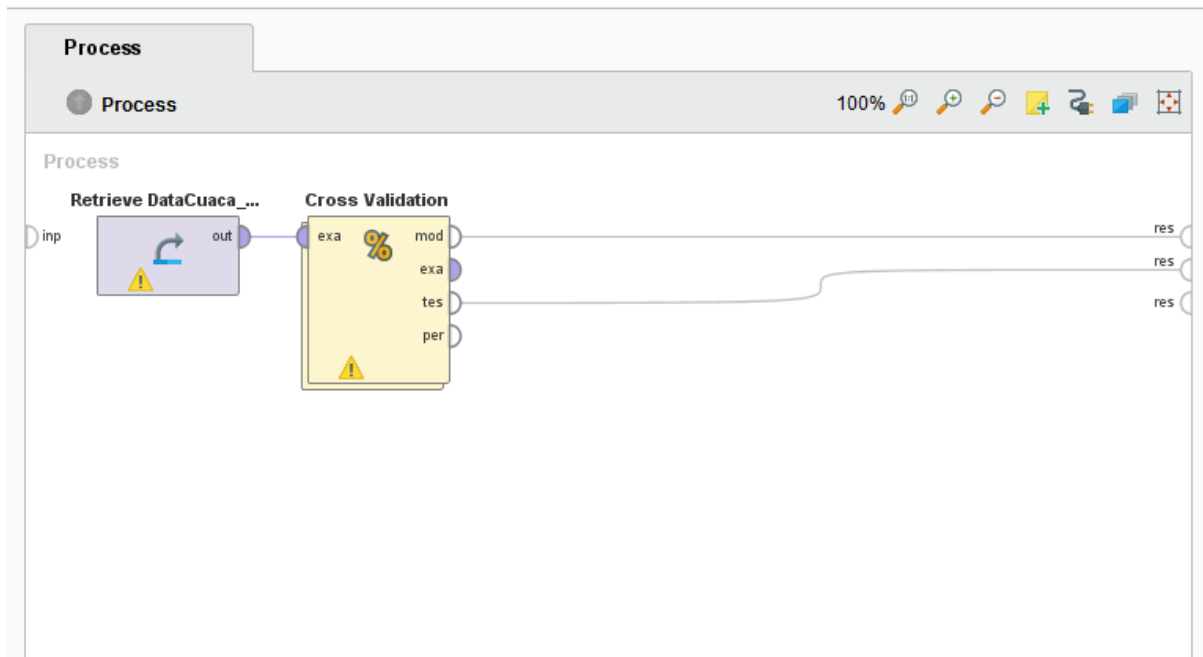 Process
Process
100%
Process
Retrieve DataCuaca_...
Cross Validation
inp
out
exa
%
mod
exa
tes
per
res
res
res